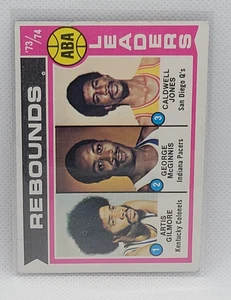 '73/'74
ABA
LEADERS
REBOUNDS
1
ARTIS
GILMORE
Kentucky Colonels
2
GEORGE
McGINNIS
Indiana Pacers
3
CALDWELL
JONES
San Diego Q's